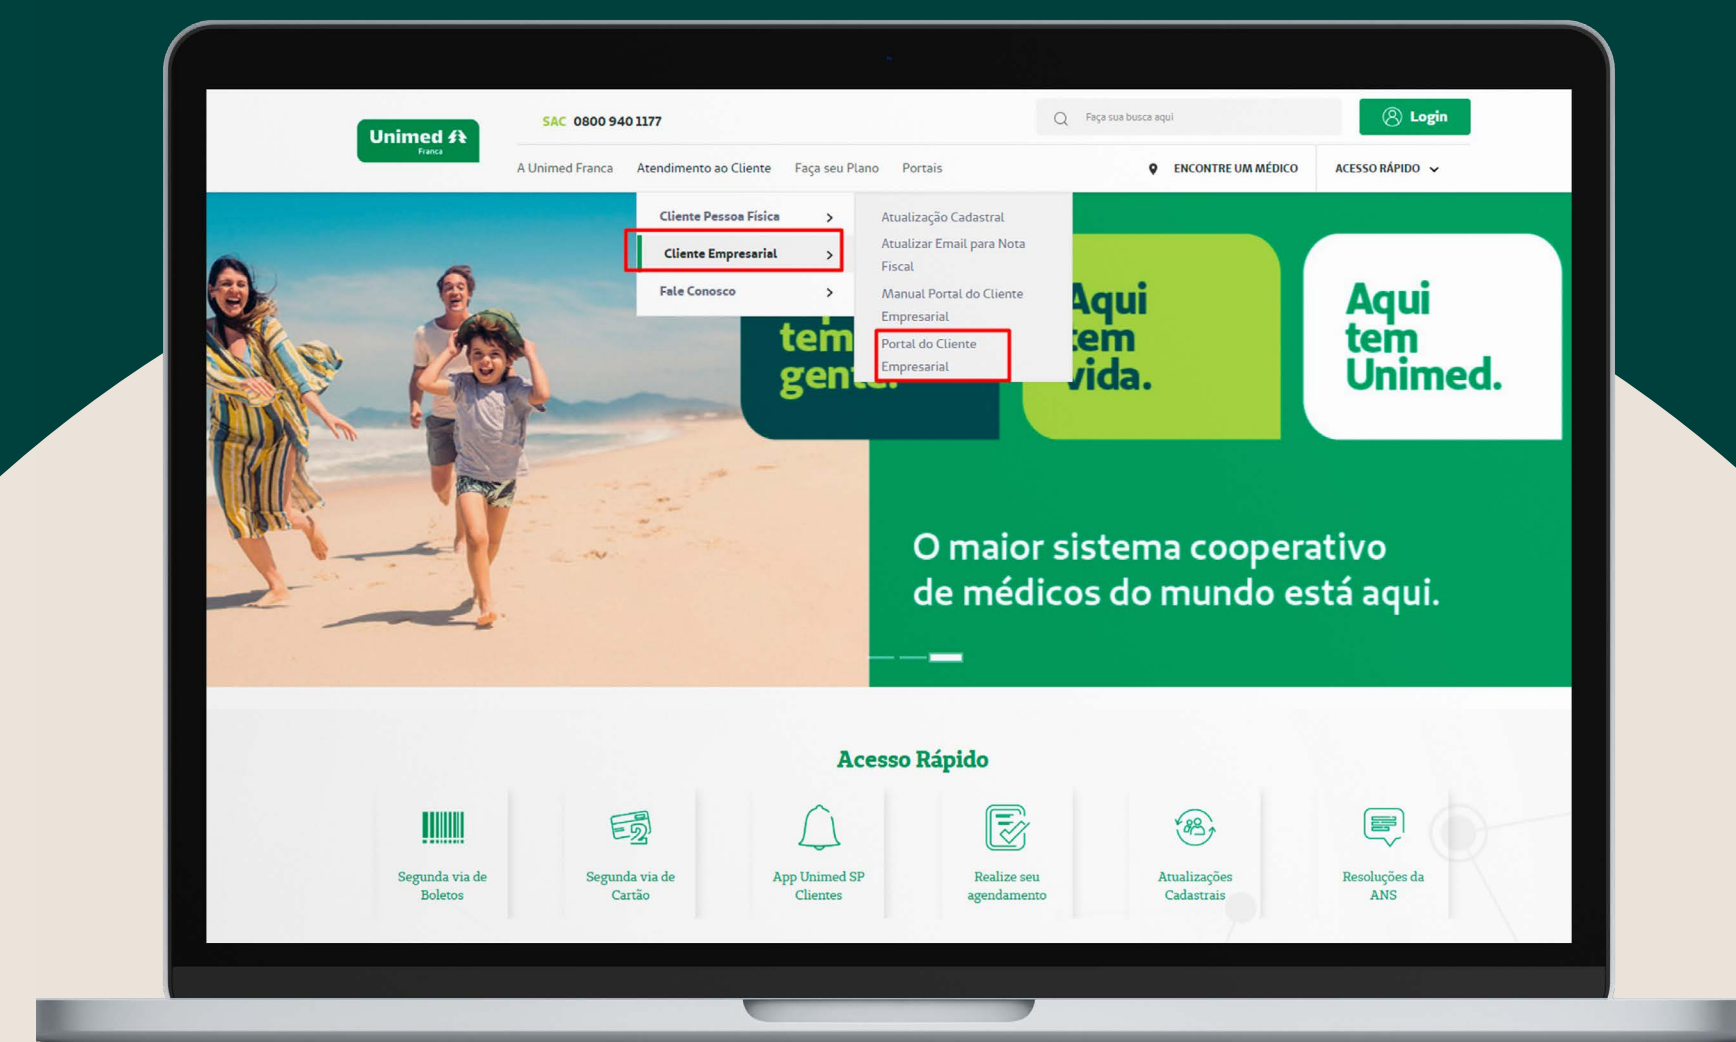 Unimed
Franca
SAC 0800 940 1177
Faça sua busca aqui
Login
A Unimed Franca
Atendimento ao Cliente
Faça seu Plano
Portais
ENCONTRE UM MÉDICO
ACESSO RÁPIDO
Cliente Pessoa Física
Cliente Empresarial
Fale Conosco
Atualização Cadastral
Atualizar Email para Nota
Fiscal
Manual Portal do Cliente
Empresarial
Portal do Cliente
Empresarial
tem
gente.
Aqui
tem
vida.
Aqui
tem
Unimed.
O maior sistema cooperativo
de médicos do mundo está aqui.
Acesso Rápido
Segunda via de
Boletos
2
Segunda via de
Cartão
App Unimed SP
Clientes
Realize seu
agendamento
Atualizações
Cadastrais
Resoluções da
ANS